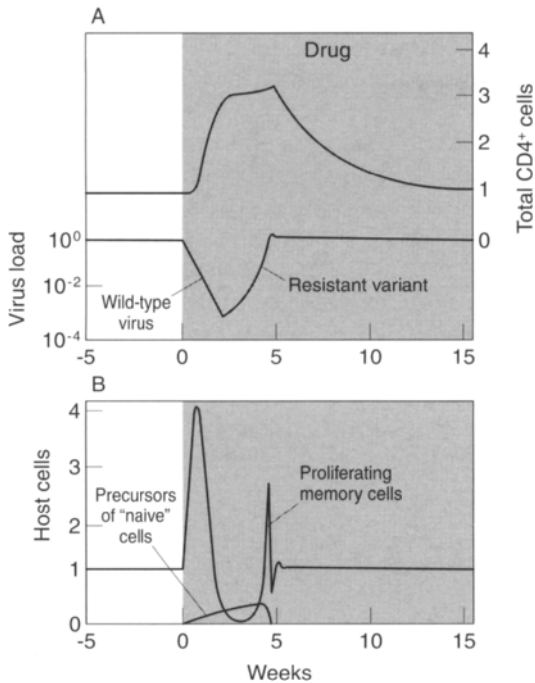 A
Drug
4
3
2
1
0
Total CD4⁺ cells
Virus load
10⁰
10⁻²
10⁻⁴
Wild-type
virus
Resistant variant
-5 0 5 10 15
B
Host cells
4
3
2
1
0
Precursors
of "naive"
cells
Proliferating
memory cells
-5 0 5 10 15
Weeks